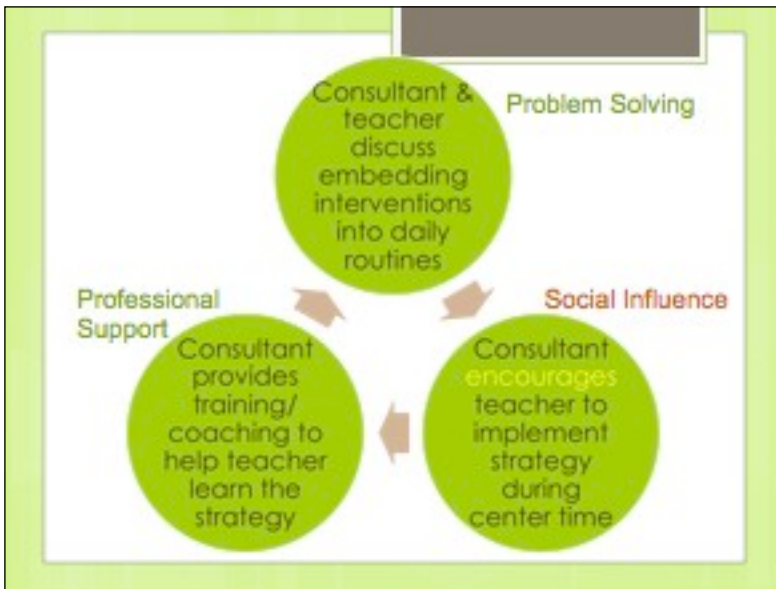 Consultant &
teacher
discuss
embedding
interventions
into daily
routines
Problem Solving
Social Influence
Consultant
encourages
teacher to
implement
strategy
during
center time
Professional
Support
Consultant
provides
training/
coaching to
help teacher
learn the
strategy